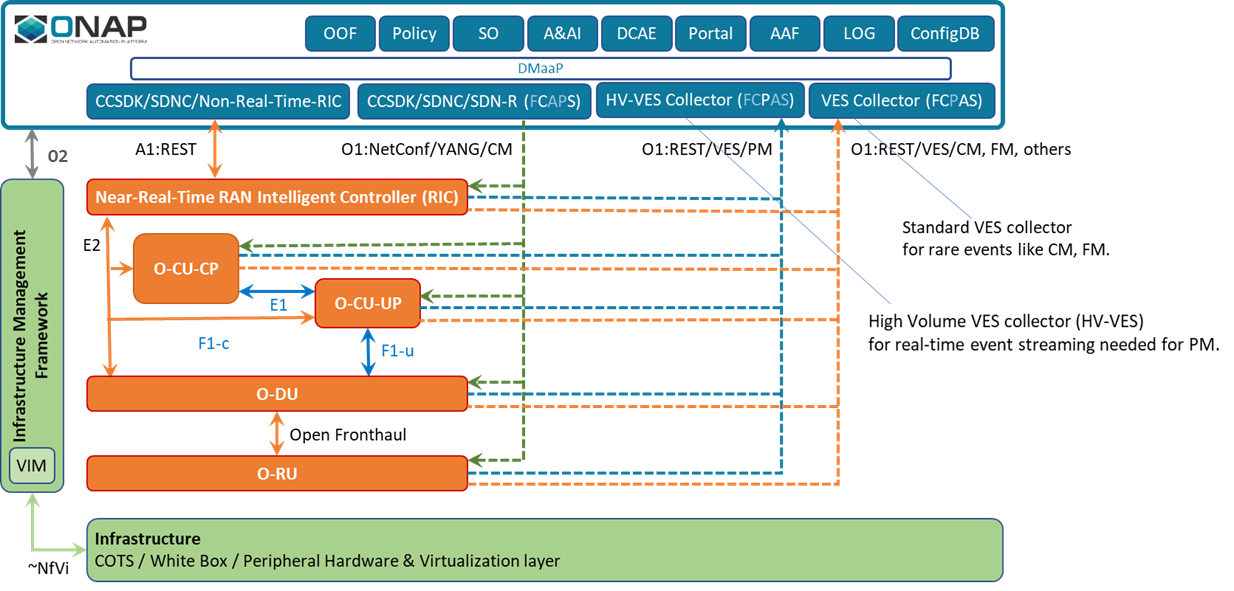 ONAP
OPEN NETWORK AUTOMATION PLATFORM
OOF
Policy
SO
A&AI
DCAE
Portal
AAF
LOG
ConfigDB
DMaaP
CCSDK/SDNC/Non-Real-Time-RIC
CCSDK/SDNC/SDN-R (FCAPS)
HV-VES Collector (FCPAS)
VES Collector (FCPAS)
O2
A1:REST
O1:NetConf/YANG/CM
O1:REST/VES/PM
O1:REST/VES/CM, FM, others
Near-Real-Time RAN Intelligent Controller (RIC)
E2
O-CU-CP
Standard VES collector
for rare events like CM, FM.
E1
O-CU-UP
High Volume VES collector (HV-VES)
for real-time event streaming needed for PM.
F1-c
F1-u
Infrastructure Management
Framework
O-DU
Open Fronthaul
VIM
O-RU
Infrastructure
COTS / White Box / Peripheral Hardware & Virtualization layer
~NfVi